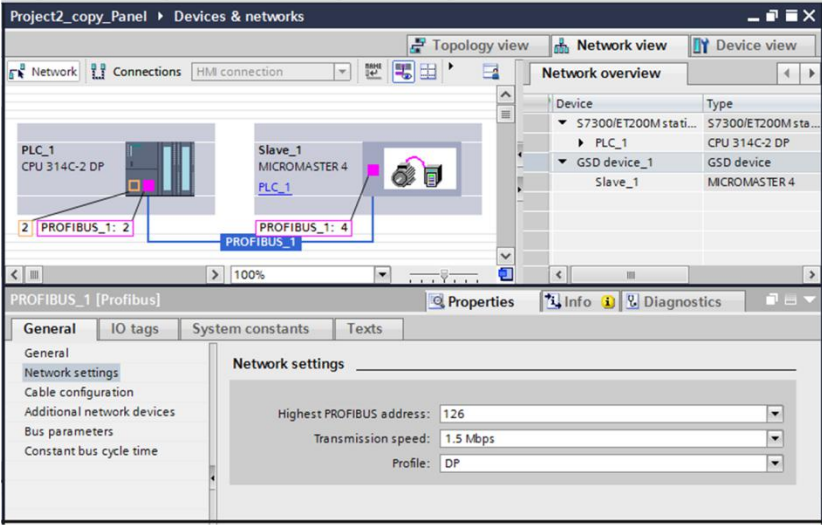 Project2_copy_Panel ▸ Devices & networks
Topology view Network view Device view
Network Connections HMI connection
Network overview
Device Type
S7300/ET200M stati... S7300/ET200M sta...
PLC_1 CPU 314C-2 DP
GSD device_1 GSD device
Slave_1 MICROMASTER 4
PLC_1
CPU 314C-2 DP
Slave_1
MICROMASTER 4
PLC_1
2 PROFIBUS_1: 2
PROFIBUS_1: 4
PROFIBUS_1
100%
PROFIBUS_1 [Profibus]
Properties Info Diagnostics
General IO tags System constants Texts
General
Network settings
Cable configuration
Additional network devices
Bus parameters
Constant bus cycle time
Network settings
Highest PROFIBUS address: 126
Transmission speed: 1.5 Mbps
Profile: DP